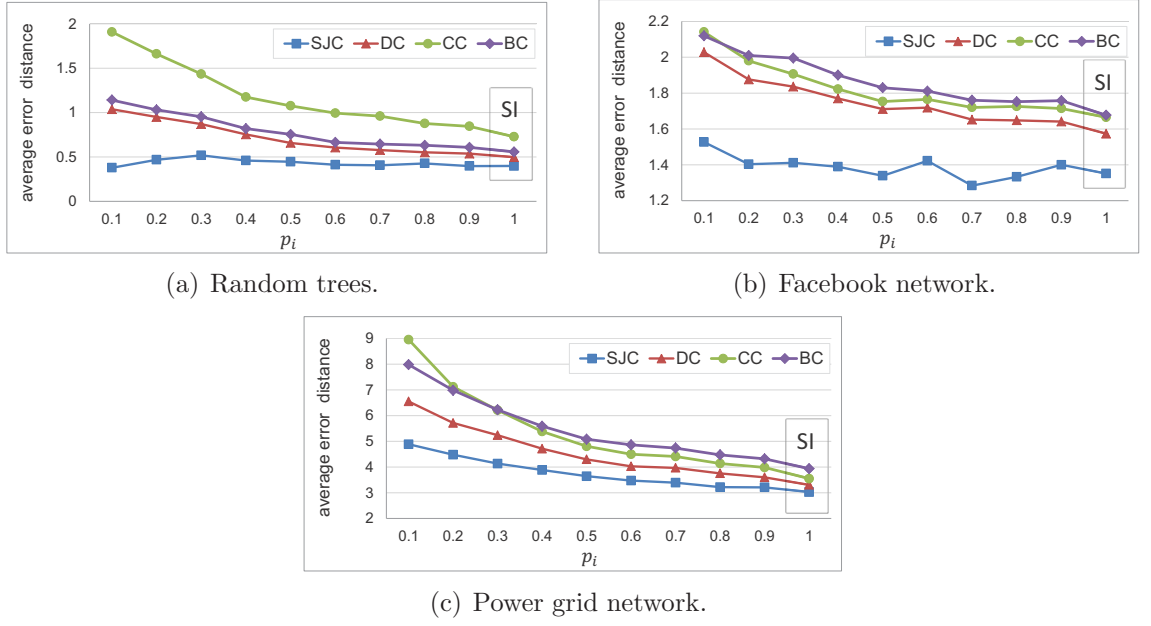 average error distance
2
1.5
1
0.5
0
SJC DC CC BC
SI
0.1 0.2 0.3 0.4 0.5 0.6 0.7 0.8 0.9 1
p_i
(a) Random trees.
average error distance
2.2
2
1.8
1.6
1.4
1.2
SJC DC CC BC
SI
0.1 0.2 0.3 0.4 0.5 0.6 0.7 0.8 0.9 1
p_i
(b) Facebook network.
average error distance
9
8
7
6
5
4
3
2
SJC DC CC BC
SI
0.1 0.2 0.3 0.4 0.5 0.6 0.7 0.8 0.9 1
p_i
(c) Power grid network.